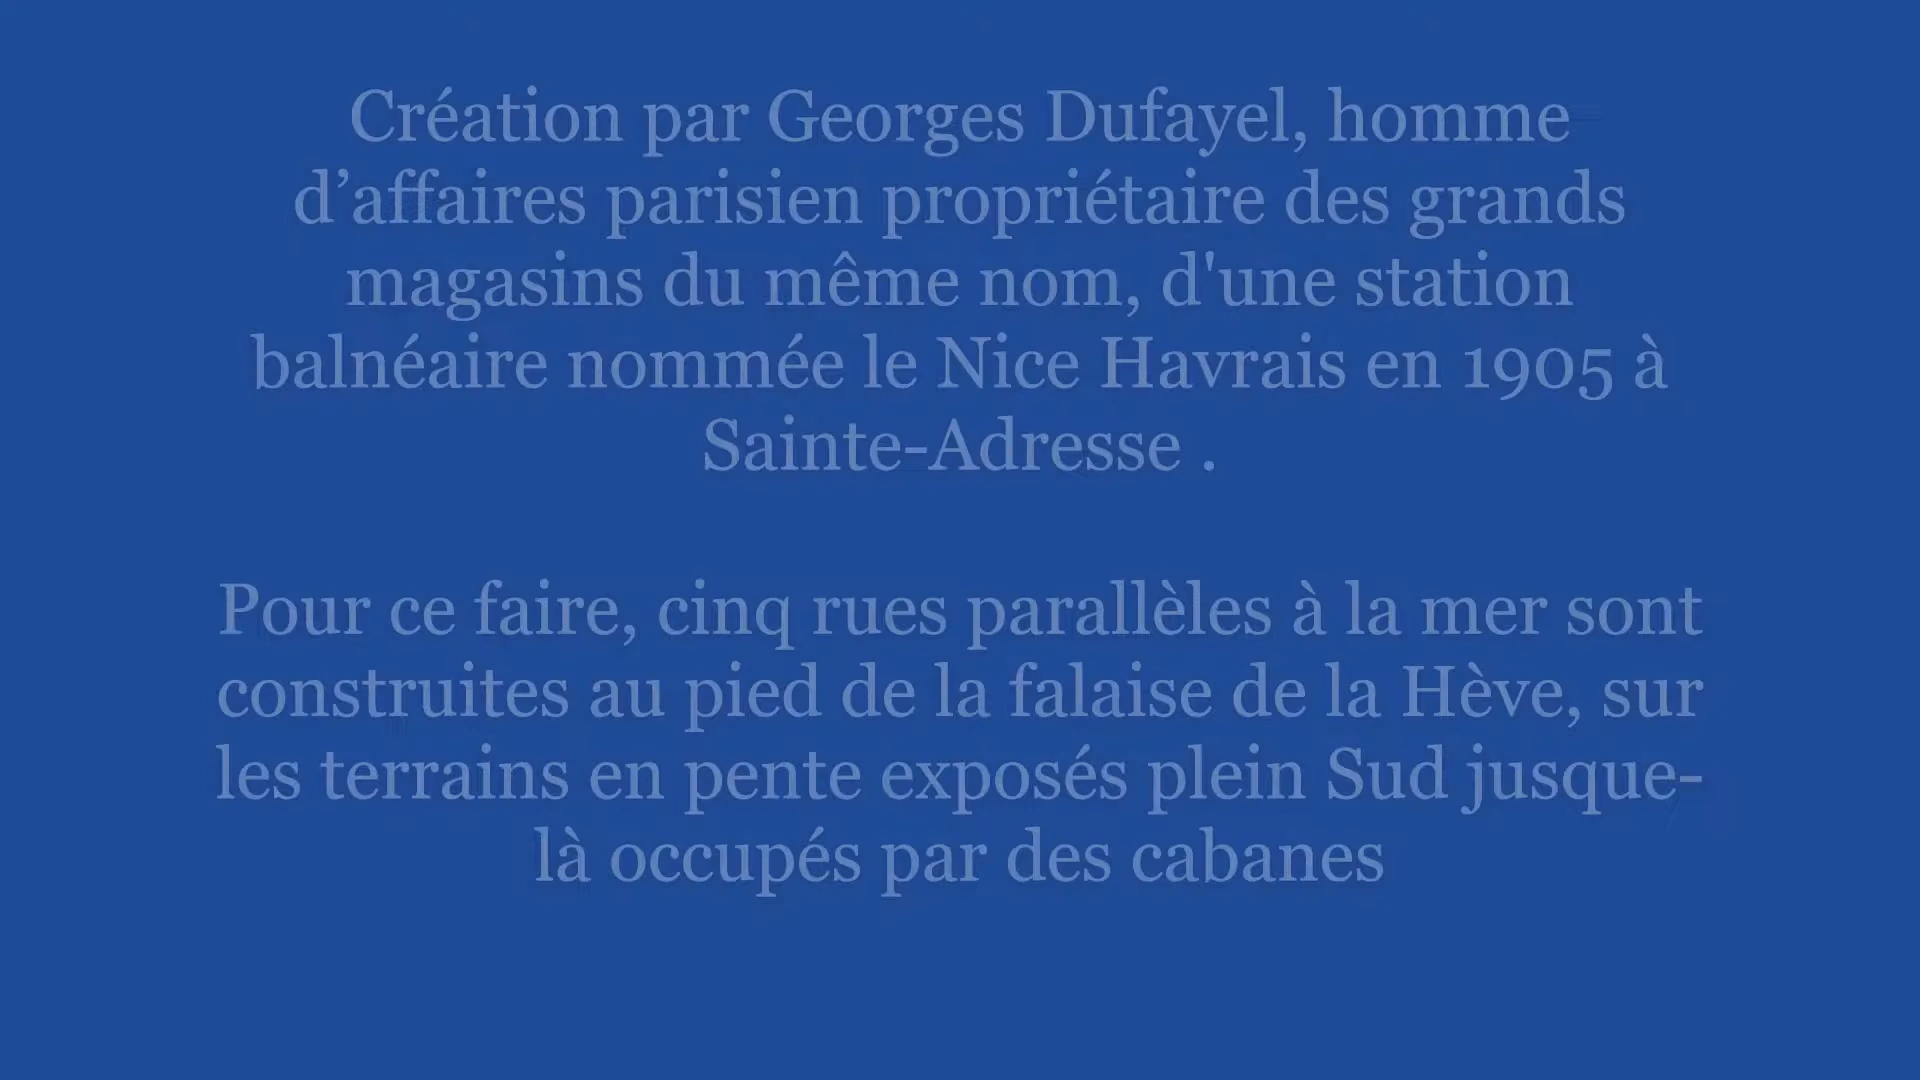 Création par Georges Dufayel, homme
d’affaires parisien propriétaire des grands
magasins du même nom, d'une station
balnéaire nommée le Nice Havrais en 1905 à
Sainte-Adresse .
Pour ce faire, cinq rues parallèles à la mer sont
construites au pied de la falaise de la Hève, sur
les terrains en pente exposés plein Sud jusque-
là occupés par des cabanes